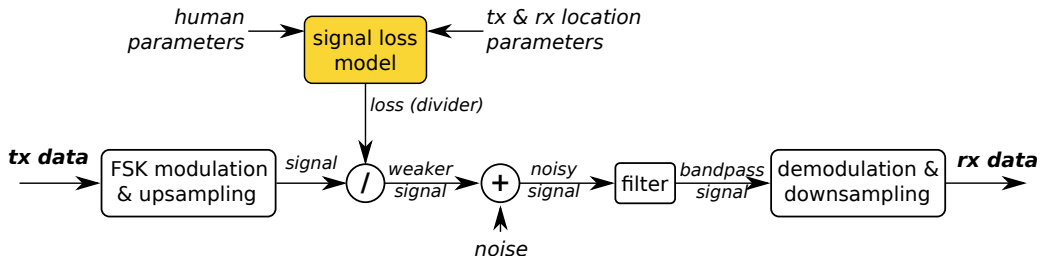 human
parameters
signal loss
model
tx & rx location
parameters
loss (divider)
tx data
FSK modulation
& upsampling
signal
/
weaker
signal
+
noisy
signal
filter
bandpass
signal
demodulation &
downsampling
rx data
noise